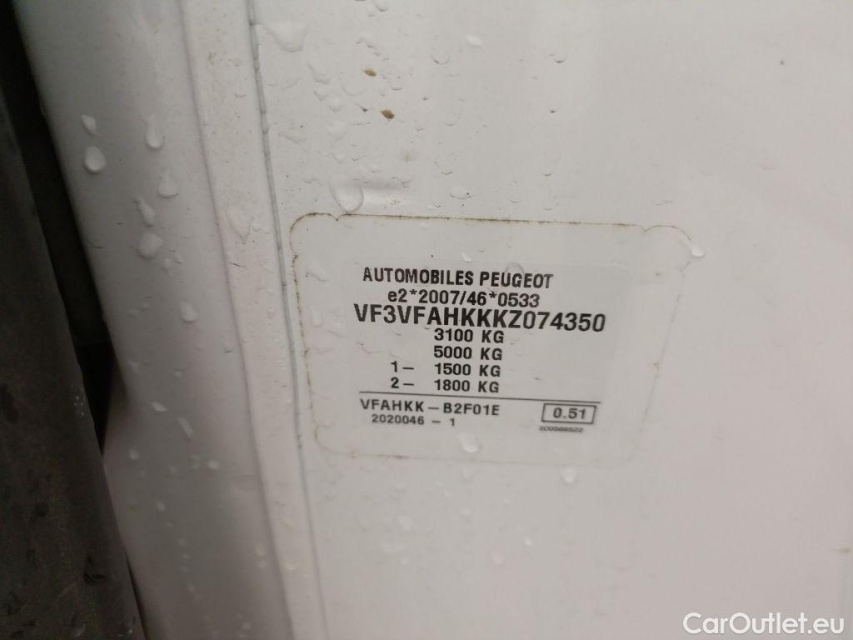 AUTOMOBILES PEUGEOT
e2*2007/46*0533
VF3VFAHKKKZ074350
3100 KG
5000 KG
1- 1500 KG
2- 1800 KG
VFAHKK - B2F01E 0.51
2020046 - 1
CarOutlet.eu